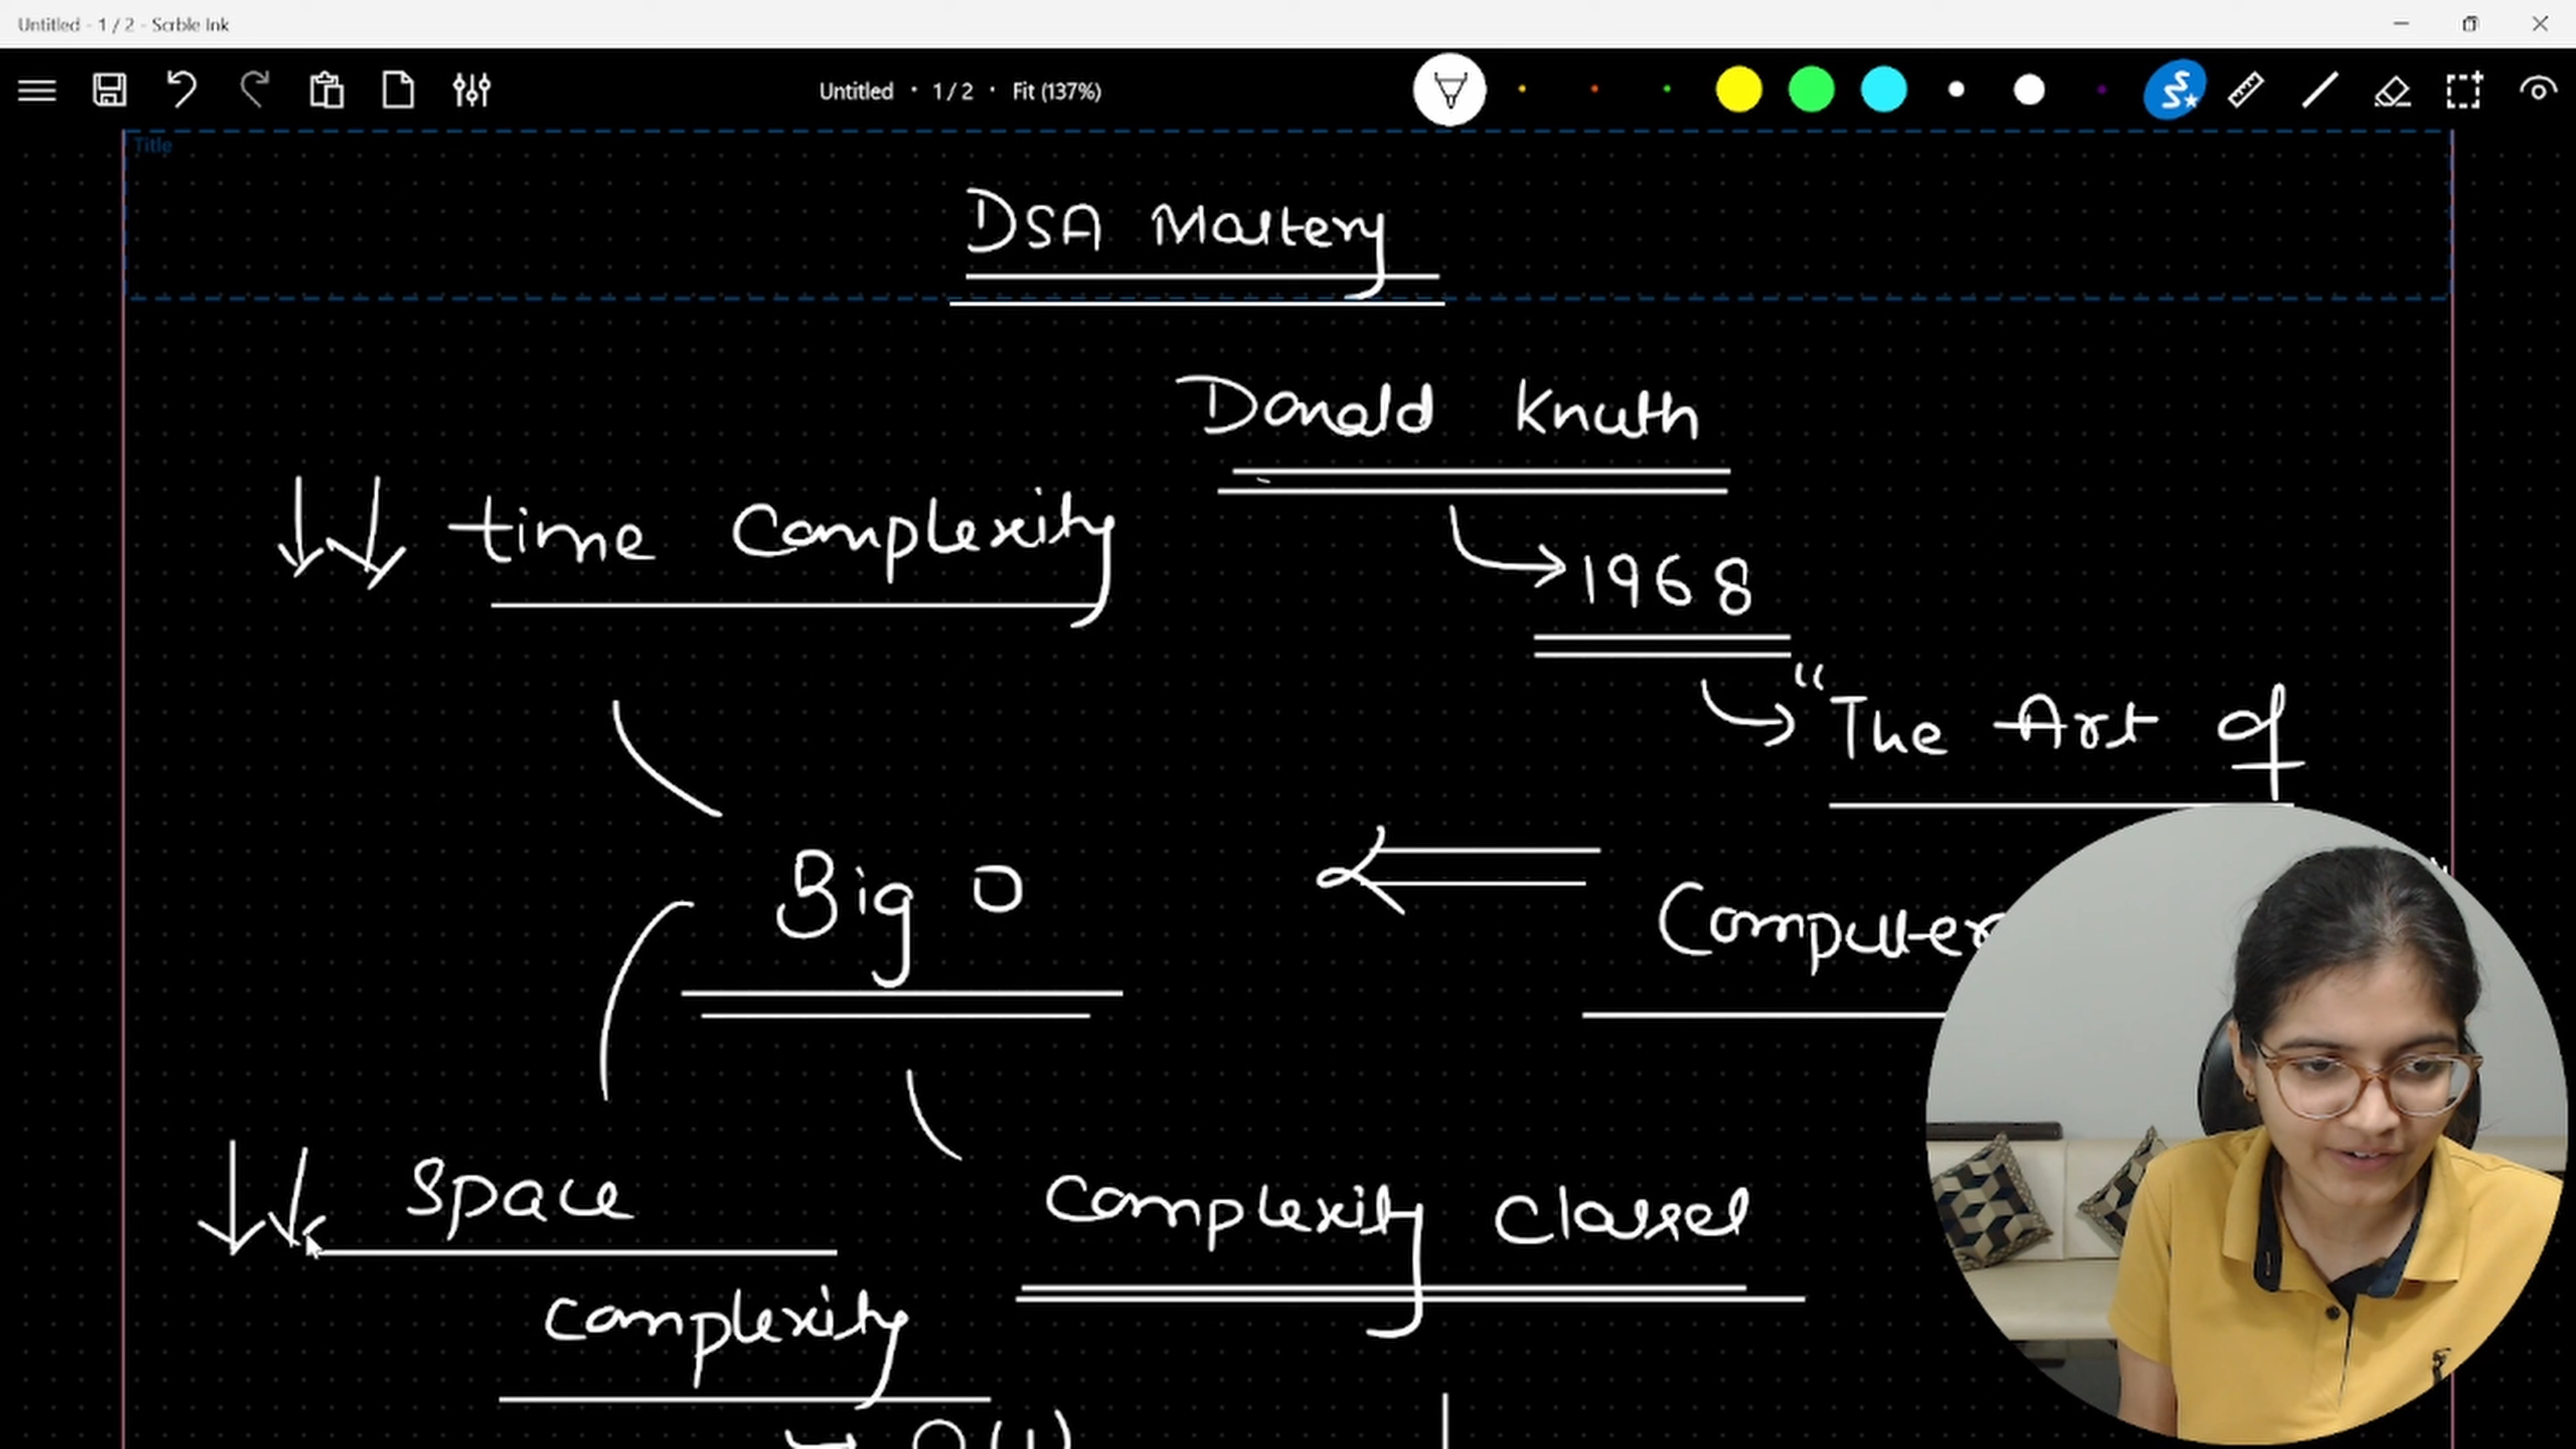 Untitled - 1 / 2 - Scrble Ink
Untitled • 1 / 2 • Fit (137%)
Title
DSA Mastery
Donald Knuth
time Complexity
1968
"The Art of
Big O
Computer
Space
Complexity Classes
complexity
O(1)